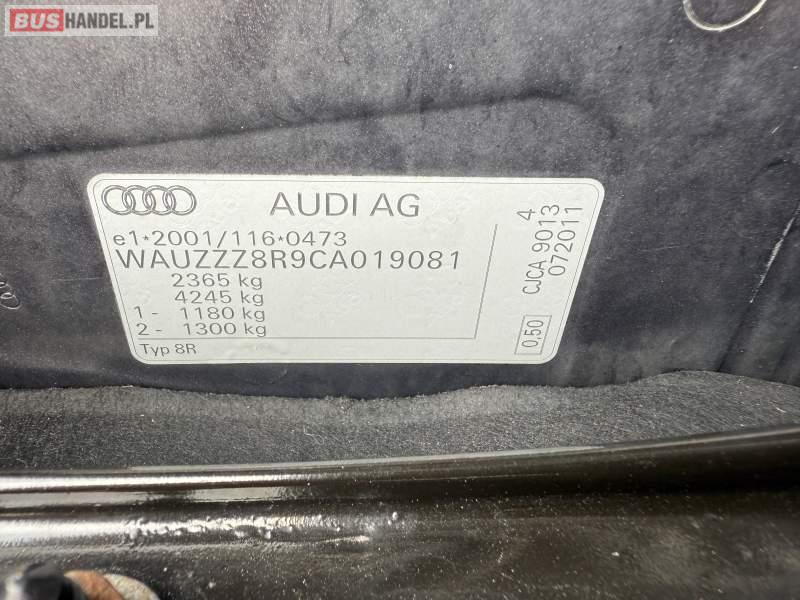 BUSHANDEL.PL
AUDI AG
e1*2001/116*0473
WAUZZZ8R9CA019081
2365 kg
4245 kg
1 - 1180 kg
2 - 1300 kg
Typ 8R
4
CJCA 9013
072011
0,50